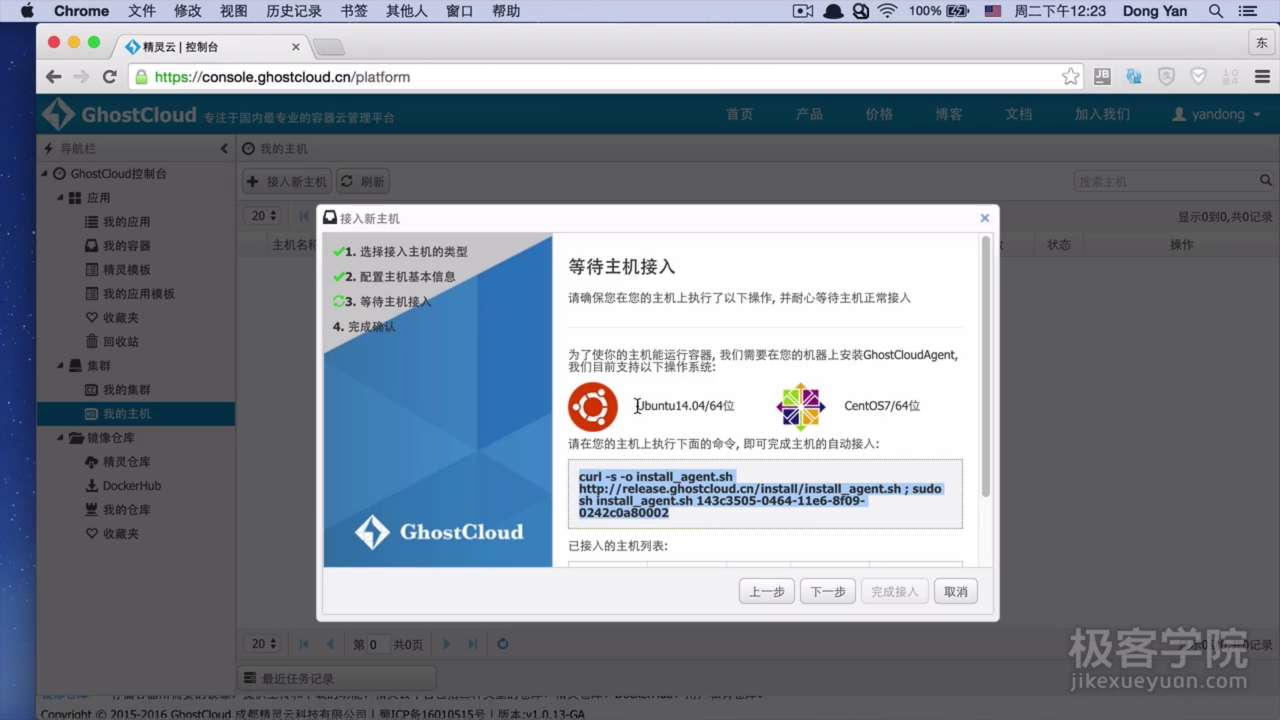 Chrome 文件 修改 视图 历史记录 书签 其他人 窗口 帮助 100% 周二下午12:23 Dong Yan
精灵云 | 控制台 东
https://console.ghostcloud.cn/platform
GhostCloud 专注于国内最专业的容器云管理平台 首页 产品 价格 博客 文档 加入我们 yandong
导航栏
我的主机
GhostCloud控制台
应用
我的应用
我的容器
精灵模板
我的应用模板
收藏夹
回收站
集群
我的集群
我的主机
镜像仓库
精灵仓库
DockerHub
我的仓库
收藏夹
接入新主机 刷新 搜索主机
20 显示0到0,共0记录
主机名称 状态 操作
接入新主机
1. 选择接入主机的类型
2. 配置主机基本信息
3. 等待主机接入
4. 完成确认
GhostCloud
等待主机接入
请确保您在您的主机上执行了以下操作, 并耐心等待主机正常接入
为了使你的主机能运行容器, 我们需要在您的机器上安装GhostCloudAgent,
我们目前支持以下操作系统:
Ubuntu14.04/64位 CentOS7/64位
请在您的主机上执行下面的命令, 即可完成主机的自动接入:
curl -s -o install_agent.sh
http://release.ghostcloud.cn/install/install_agent.sh ; sudo
sh install_agent.sh 143c3505-0464-11e6-8f09-
0242c0a80002
已接入的主机列表:
上一步 下一步 完成接入 取消
20 第 0 共0页
最近任务记录
Copyright © 2015-2016 GhostCloud 成都精灵云科技有限公司 | 蜀ICP备16010515号 | 版本:v1.0.13-GA
极客学院
jikexueyuan.com